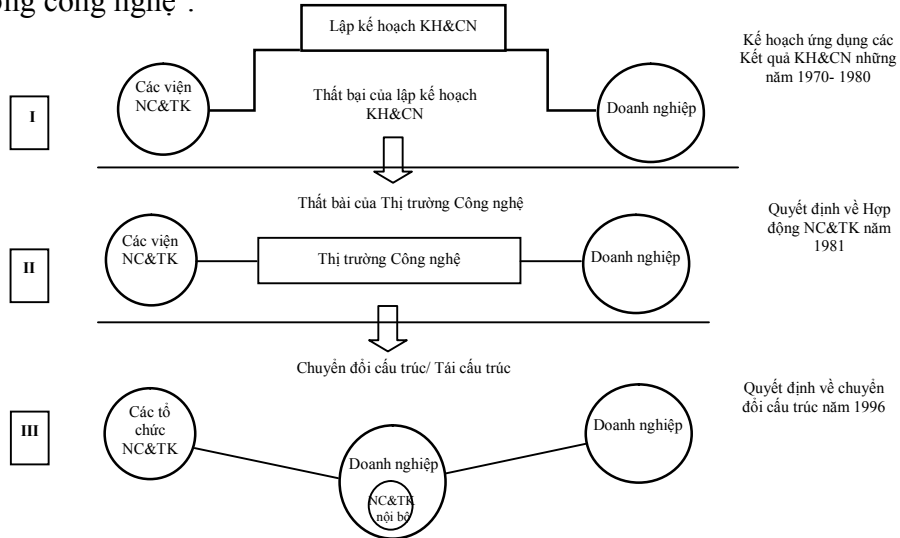 ng công nghệ :
Lập kế hoạch KH&CN
Kế hoạch ứng dụng các
Kết quả KH&CN những
năm 1970- 1980
Các viện
NC&TK
Thất bại của lập kế hoạch
KH&CN
Doanh nghiệp
I
Thất bài của Thị trường Công nghệ
Quyết định về Hợp
động NC&TK năm
1981
Các viện
NC&TK
Thị trường Công nghệ
Doanh nghiệp
II
Chuyển đổi cấu trúc/ Tái cấu trúc
Quyết định về chuyển
đổi cấu trúc năm 1996
Các tổ
chức
NC&TK
Doanh nghiệp
III
Doanh nghiệp
NC&TK
nội bộ